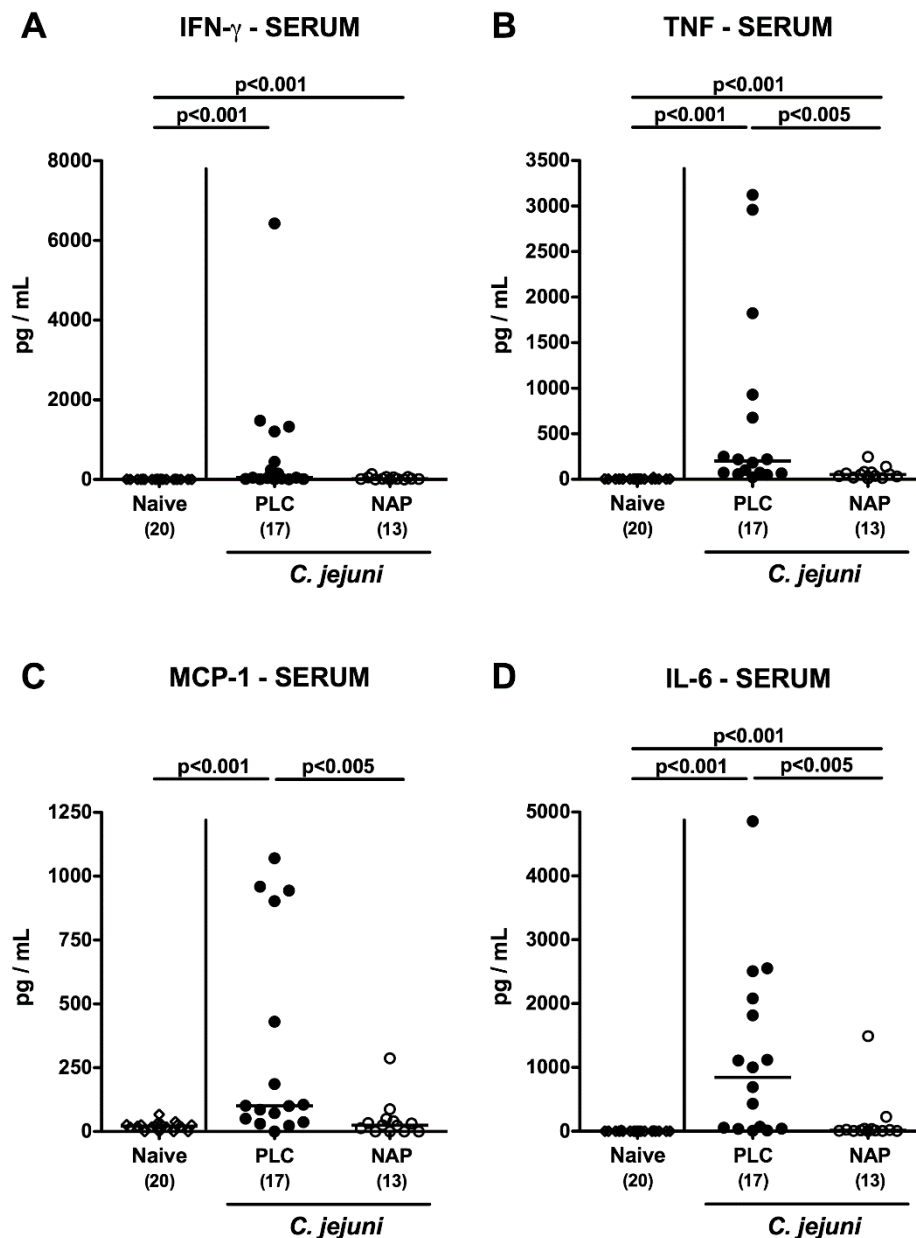 A
IFN-γ - SERUM
p<0.001
p<0.001
pg / mL
8000
6000
4000
2000
0
Naive
PLC
NAP
(20)
(17)
(13)
C. jejuni
B
TNF - SERUM
p<0.001
p<0.001
p<0.005
pg / mL
3500
3000
2500
2000
1500
1000
500
0
Naive
PLC
NAP
(20)
(17)
(13)
C. jejuni
C
MCP-1 - SERUM
p<0.001
p<0.005
pg / mL
1250
1000
750
500
250
0
Naive
PLC
NAP
(20)
(17)
(13)
C. jejuni
D
IL-6 - SERUM
p<0.001
p<0.001
p<0.005
pg / mL
5000
4000
3000
2000
1000
0
Naive
PLC
NAP
(20)
(17)
(13)
C. jejuni